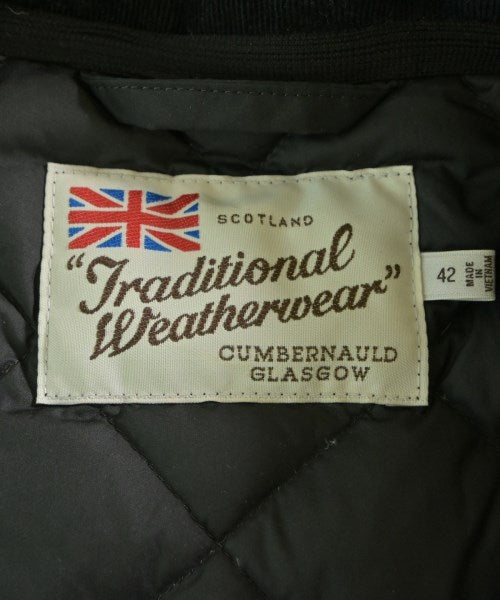 SCOTLAND
"Traditional
Weatherwear"
CUMBERNAULD
GLASGOW
42
MADE
IN
VIETNAM